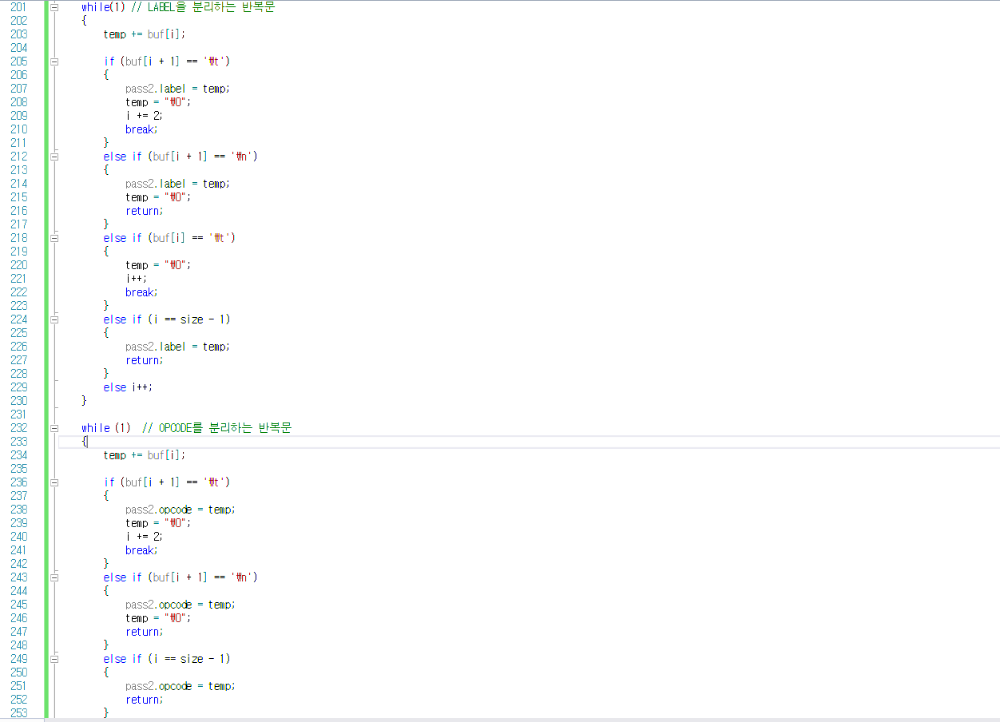 201 while(1) // LABEL을 분리하는 반복문
202 {
203 temp += buf[i];
204
205 if (buf[i + 1] == '₩t')
206 {
207 pass2.label = temp;
208 temp = "₩0";
209 i += 2;
210 break;
211 }
212 else if (buf[i + 1] == '₩n')
213 {
214 pass2.label = temp;
215 temp = "₩0";
216 return;
217 }
218 else if (buf[i] == '₩t')
219 {
220 temp = "₩0";
221 i++;
222 break;
223 }
224 else if (i == size - 1)
225 {
226 pass2.label = temp;
227 return;
228 }
229 else i++;
230 }
231
232 while (1) // OPCODE를 분리하는 반복문
233 {
234 temp += buf[i];
235
236 if (buf[i + 1] == '₩t')
237 {
238 pass2.opcode = temp;
239 temp = "₩0";
240 i += 2;
241 break;
242 }
243 else if (buf[i + 1] == '₩n')
244 {
245 pass2.opcode = temp;
246 temp = "₩0";
247 return;
248 }
249 else if (i == size - 1)
250 {
251 pass2.opcode = temp;
252 return;
253 }